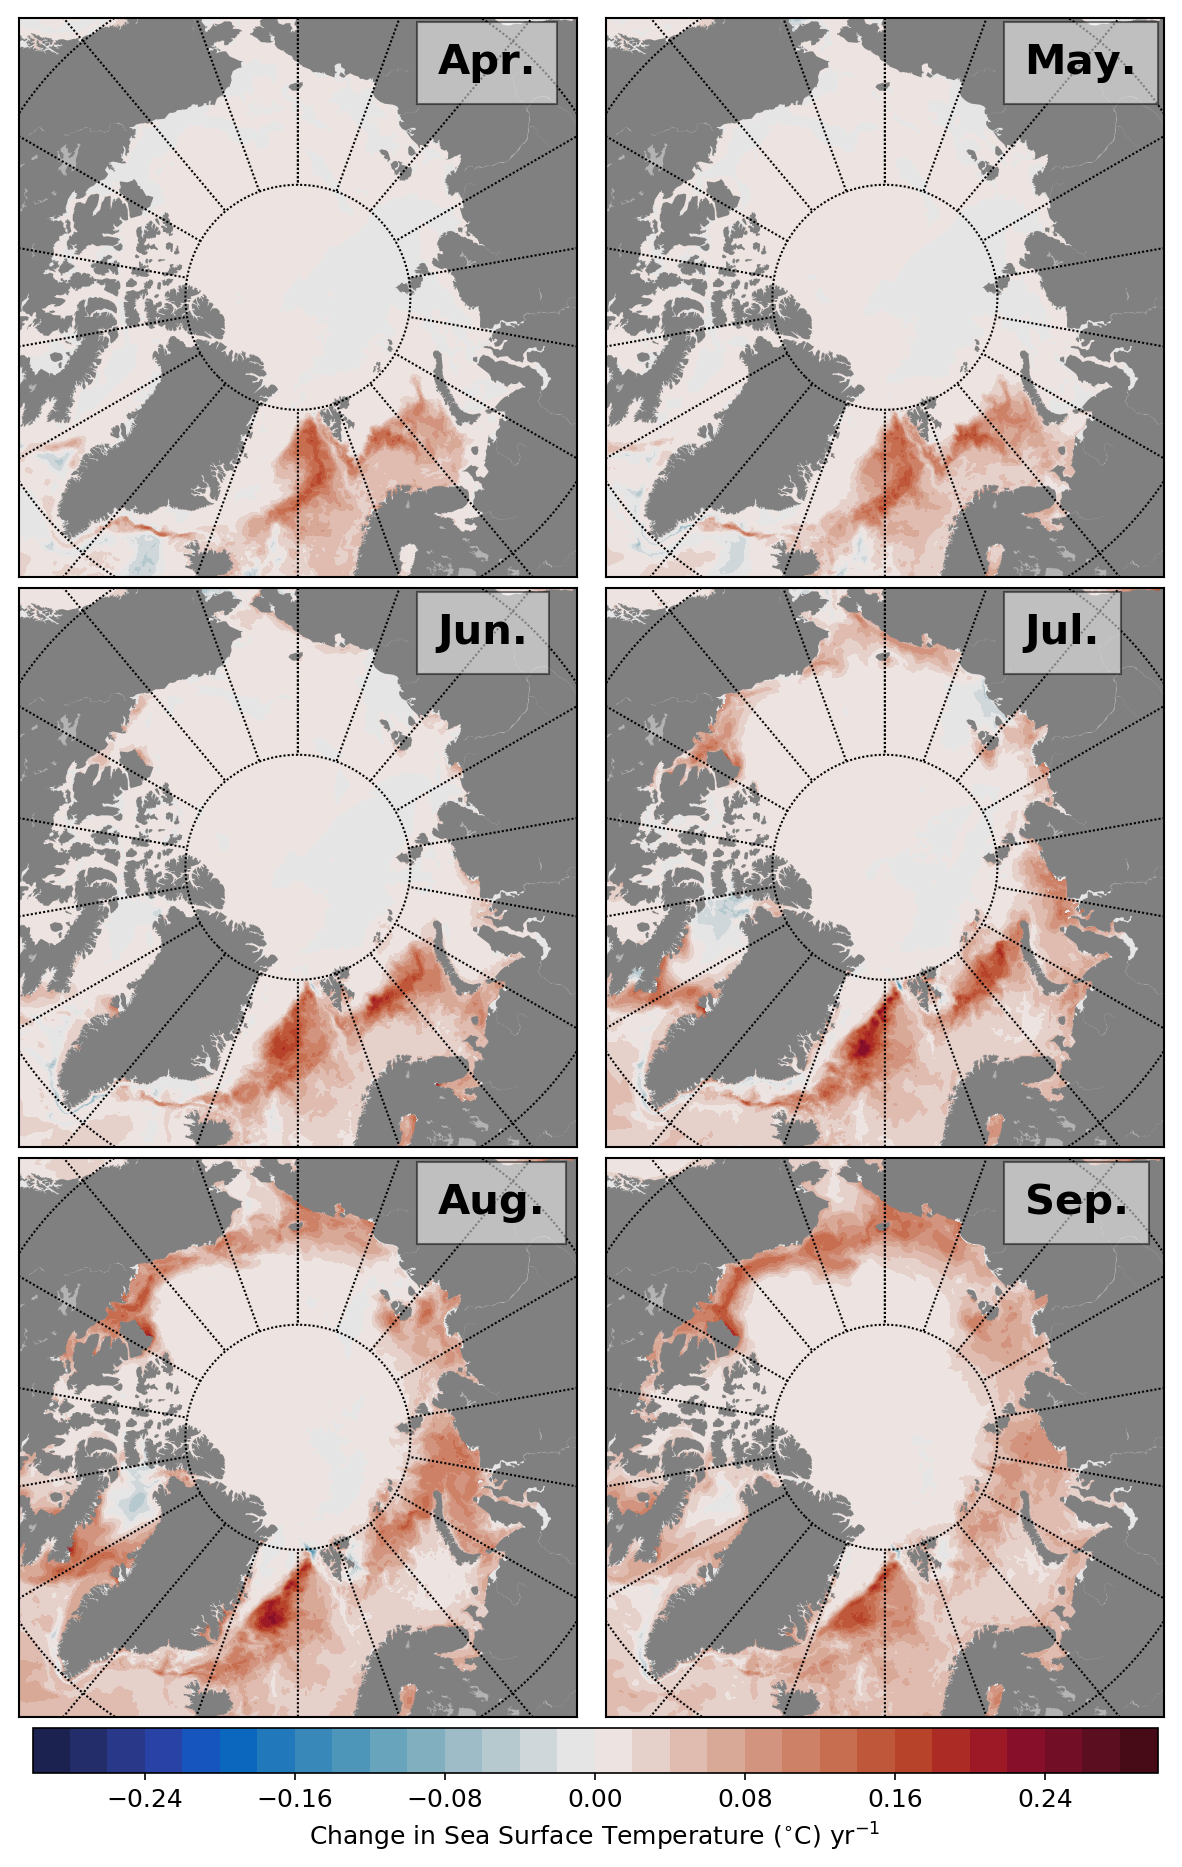 Apr.
May.
Jun.
Jul.
Aug.
Sep.
−0.24 −0.16 −0.08 0.00 0.08 0.16 0.24
Change in Sea Surface Temperature (°C) yr⁻¹